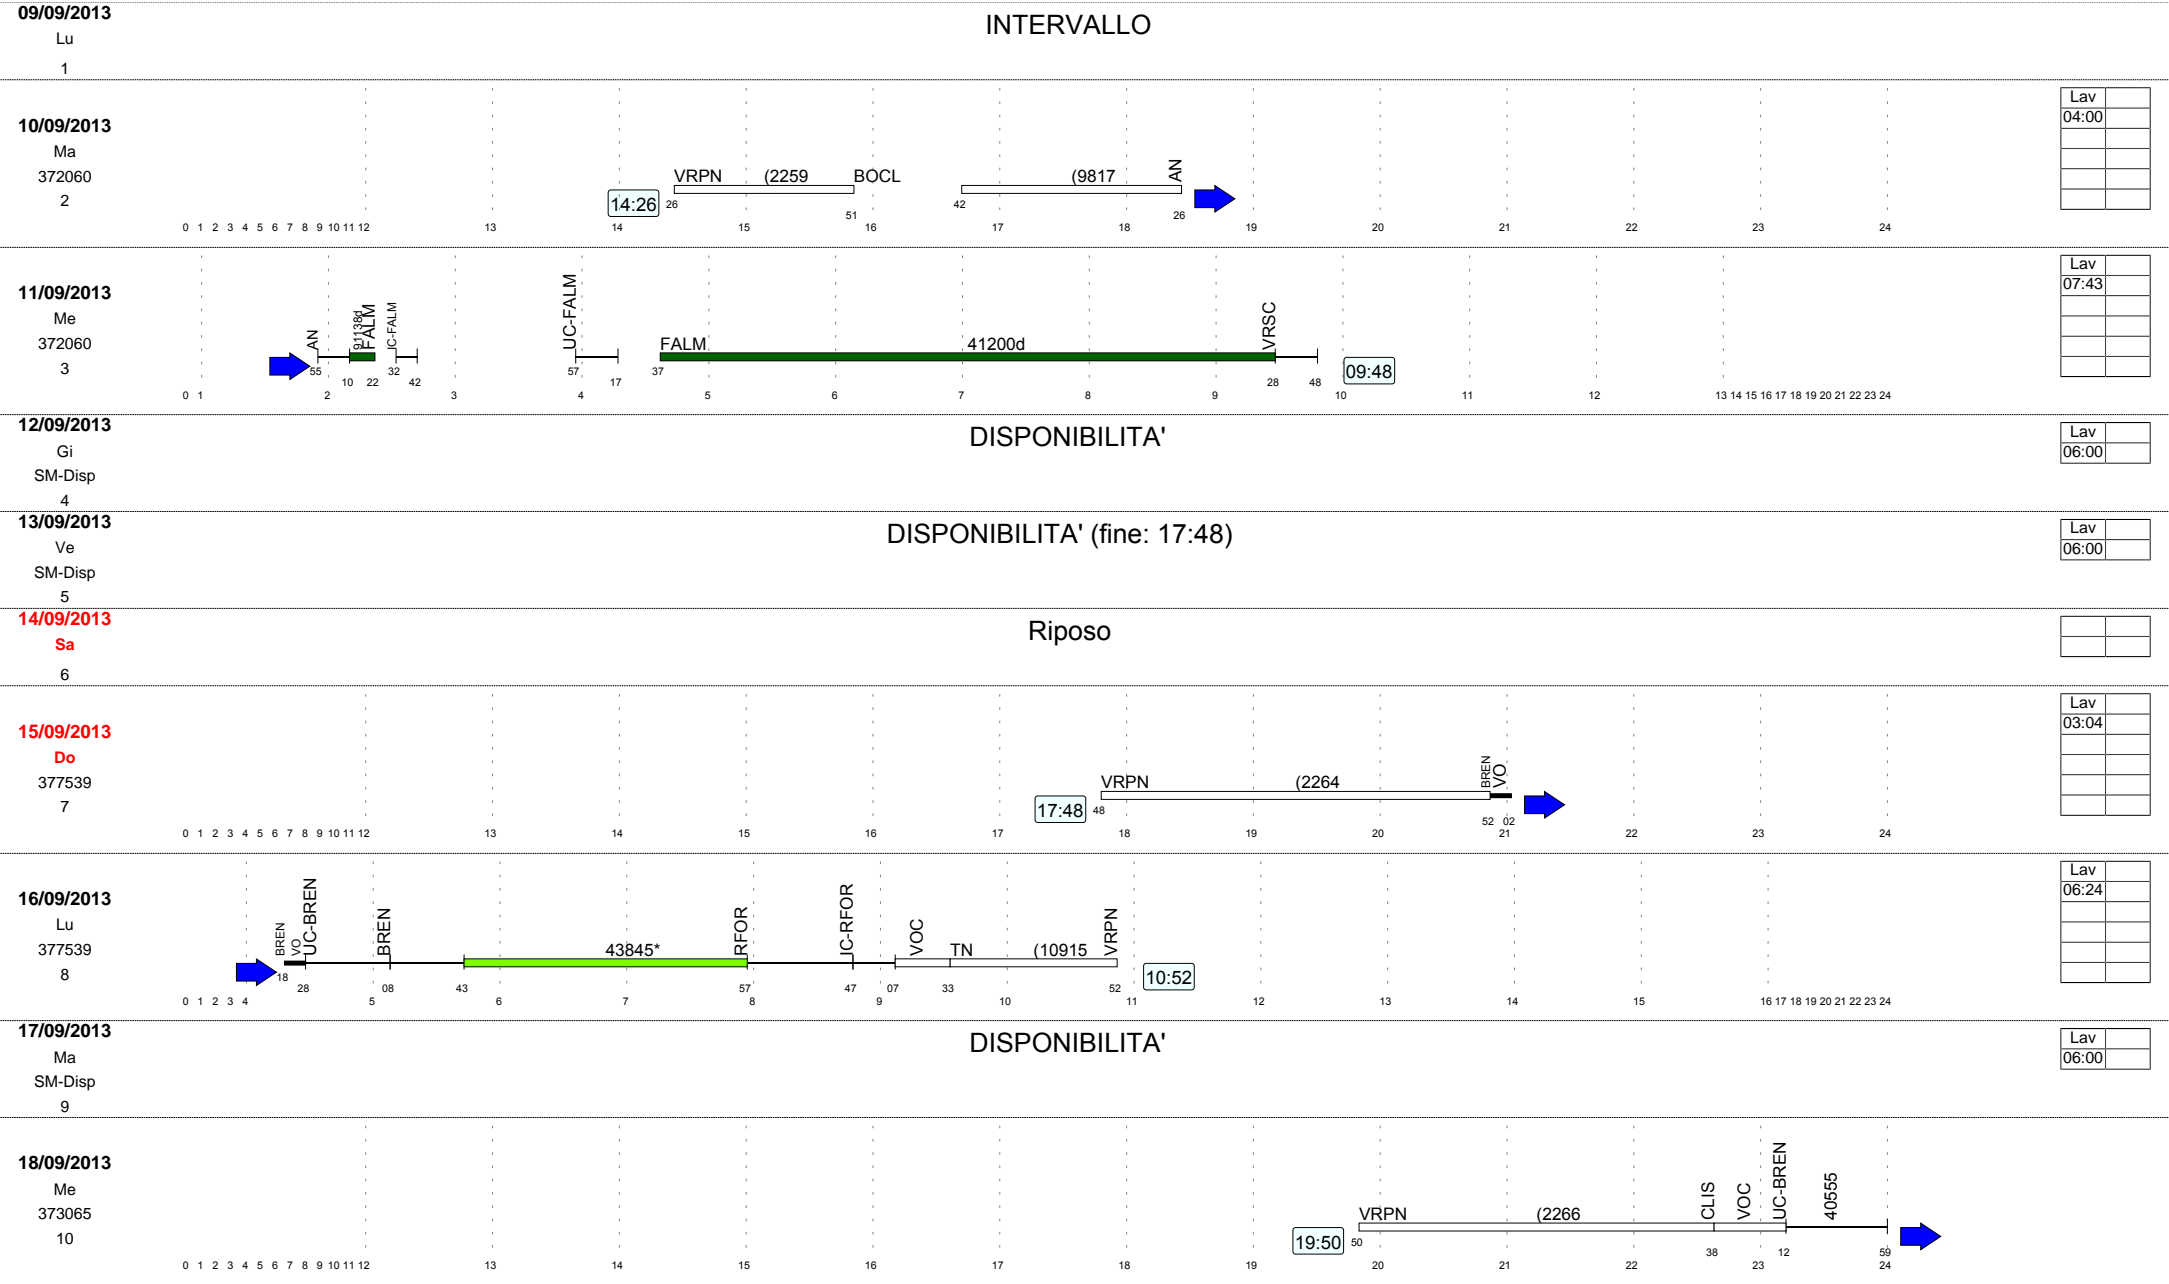 09/09/2013
Lu
1
INTERVALLO
10/09/2013
Ma
372060
2
14:26
VRPN (2259 BOCL (9817 AN
26 51 42 26
0 1 2 3 4 5 6 7 8 9 10 11 12 13 14 15 16 17 18 19 20 21 22 23 24
Lav
04:00
11/09/2013
Me
372060
3
AN 91138d FALM IC-FALM UC-FALM FALM 41200d VRSC
55 10 22 32 42 57 17 37 28 48
09:48
0 1 2 3 4 5 6 7 8 9 10 11 12 13 14 15 16 17 18 19 20 21 22 23 24
Lav
07:43
12/09/2013
Gi
SM-Disp
4
DISPONIBILITA'
Lav
06:00
13/09/2013
Ve
SM-Disp
5
DISPONIBILITA' (fine: 17:48)
Lav
06:00
14/09/2013
Sa
6
Riposo
15/09/2013
Do
377539
7
17:48
VRPN (2264 BREN VO
48 52 02
0 1 2 3 4 5 6 7 8 9 10 11 12 13 14 15 16 17 18 19 20 21 22 23 24
Lav
03:04
16/09/2013
Lu
377539
8
BREN VO UC-BREN BREN 43845* RFOR IC-RFOR VOC TN (10915 VRPN
18 28 08 43 57 47 07 33 52
10:52
0 1 2 3 4 5 6 7 8 9 10 11 12 13 14 15 16 17 18 19 20 21 22 23 24
Lav
06:24
17/09/2013
Ma
SM-Disp
9
DISPONIBILITA'
Lav
06:00
18/09/2013
Me
373065
10
19:50
VRPN (2266 CLIS VOC UC-BREN 40555
50 38 12 59
0 1 2 3 4 5 6 7 8 9 10 11 12 13 14 15 16 17 18 19 20 21 22 23 24